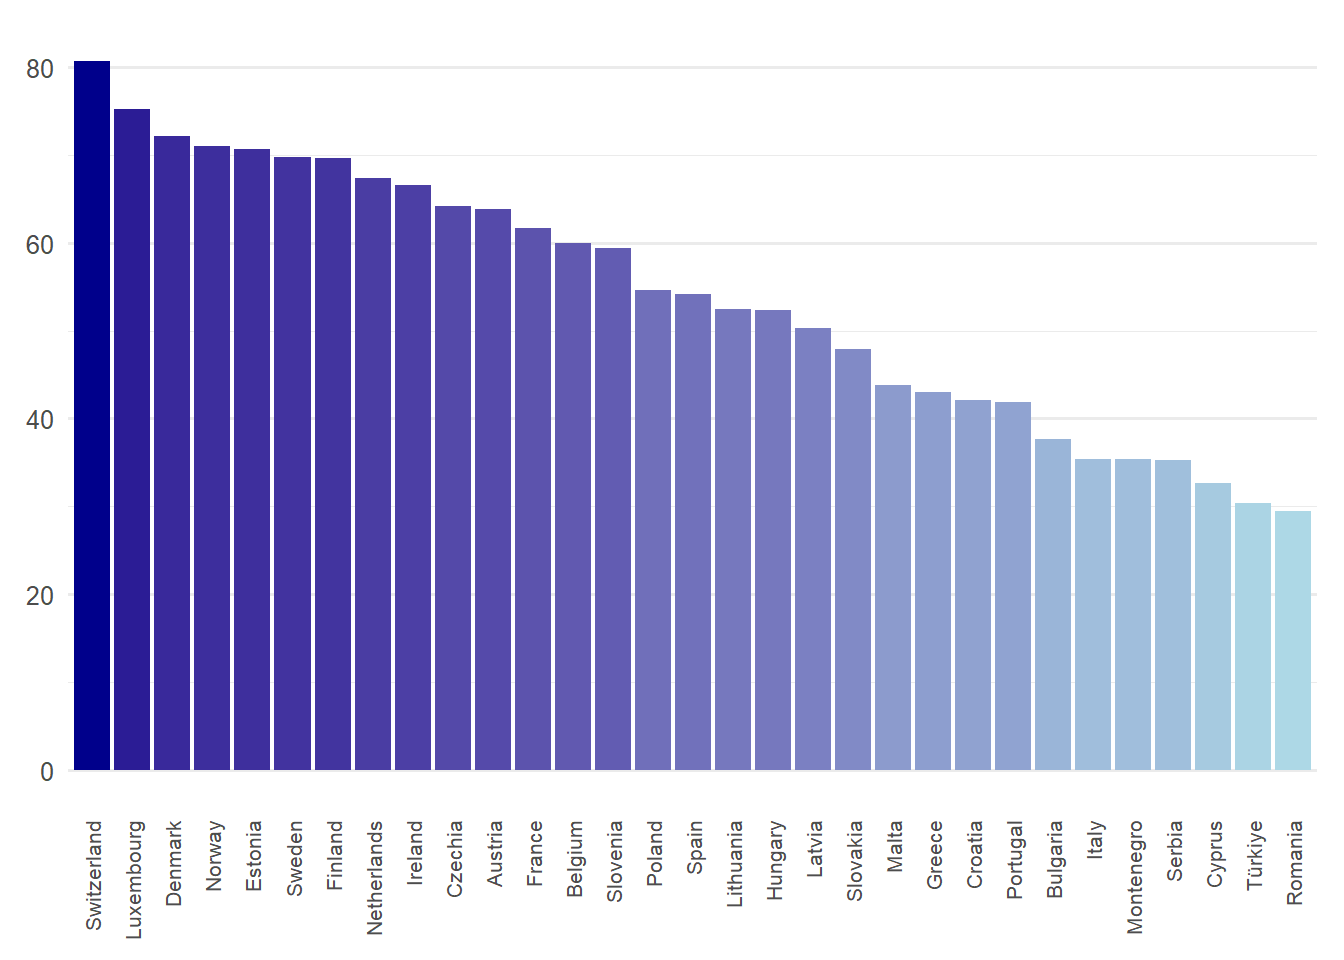 80
60
40
20
0
Switzerland
Luxembourg
Denmark
Norway
Estonia
Sweden
Finland
Netherlands
Ireland
Czechia
Austria
France
Belgium
Slovenia
Poland
Spain
Lithuania
Hungary
Latvia
Slovakia
Malta
Greece
Croatia
Portugal
Bulgaria
Italy
Montenegro
Serbia
Cyprus
Türkiye
Romania